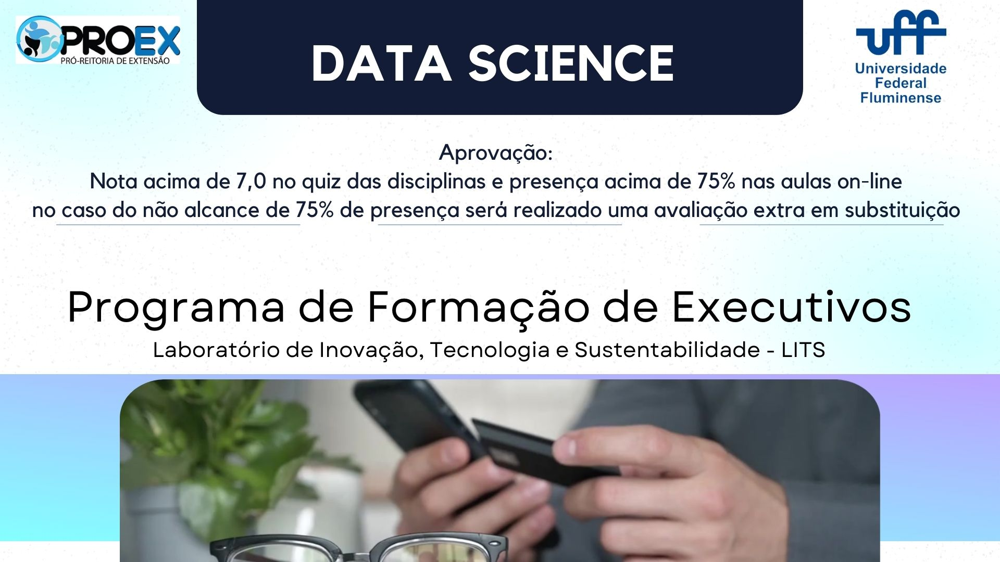 PROEX
PRÓ-REITORIA DE EXTENSÃO
DATA SCIENCE
uff
Universidade
Federal
Fluminense
Aprovação:
Nota acima de 7,0 no quiz das disciplinas e presença acima de 75% nas aulas on-line
no caso do não alcance de 75% de presença será realizado uma avaliação extra em substituição
Programa de Formação de Executivos
Laboratório de Inovação, Tecnologia e Sustentabilidade - LITS